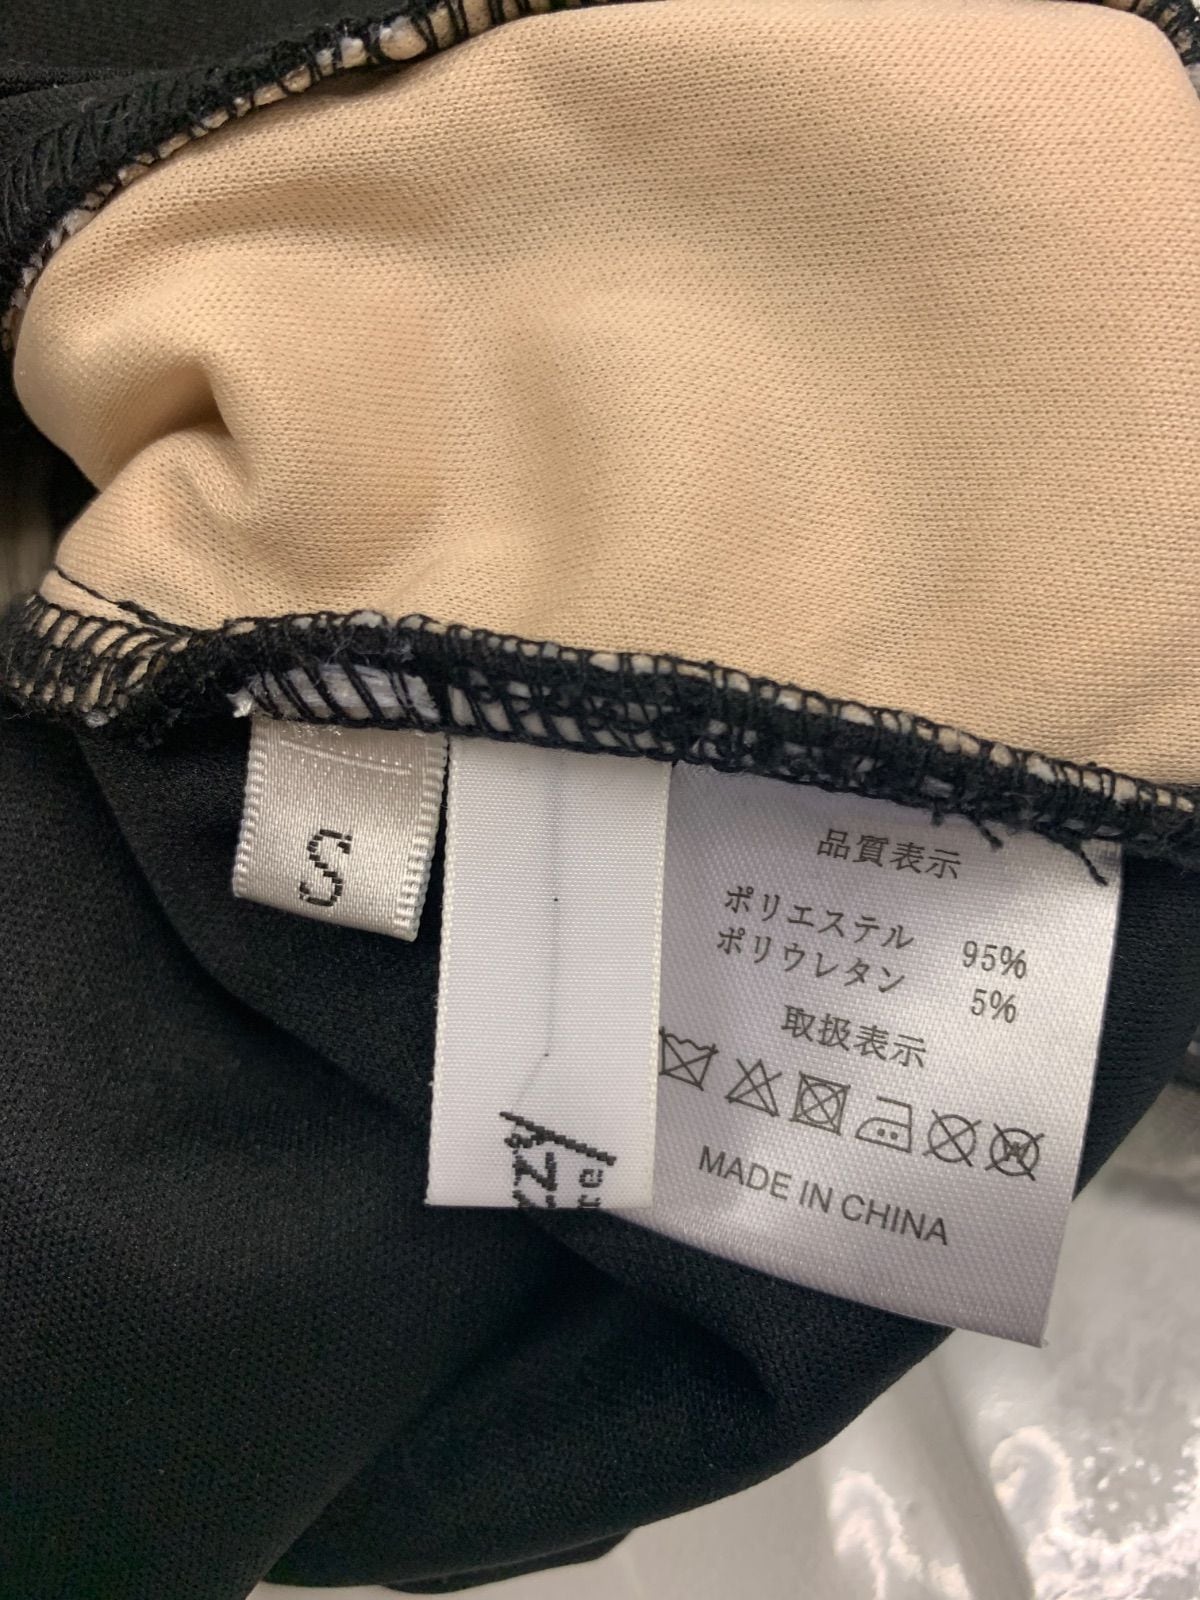 S
品質表示
ポリエステル 95%
ポリウレタン 5%
取扱表示
MADE IN CHINA